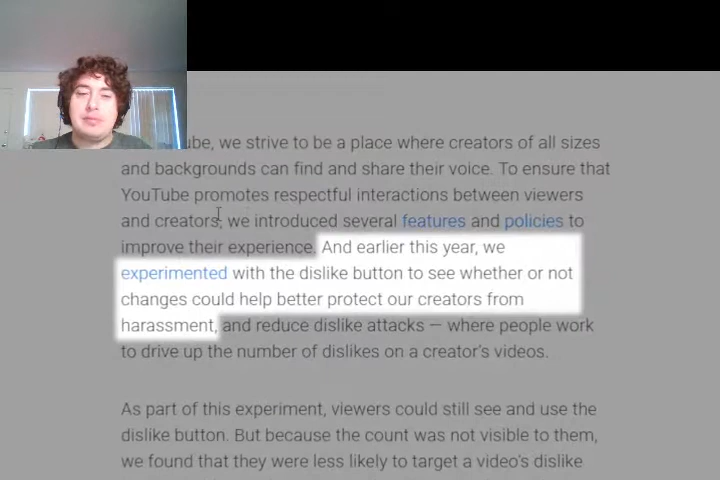 ube, we strive to be a place where creators of all sizes
and backgrounds can find and share their voice. To ensure that
YouTube promotes respectful interactions between viewers
and creators, we introduced several features and policies to
improve their experience. And earlier this year, we
experimented with the dislike button to see whether or not
changes could help better protect our creators from
harassment, and reduce dislike attacks — where people work
to drive up the number of dislikes on a creator's videos.
As part of this experiment, viewers could still see and use the
dislike button. But because the count was not visible to them,
we found that they were less likely to target a video's dislike